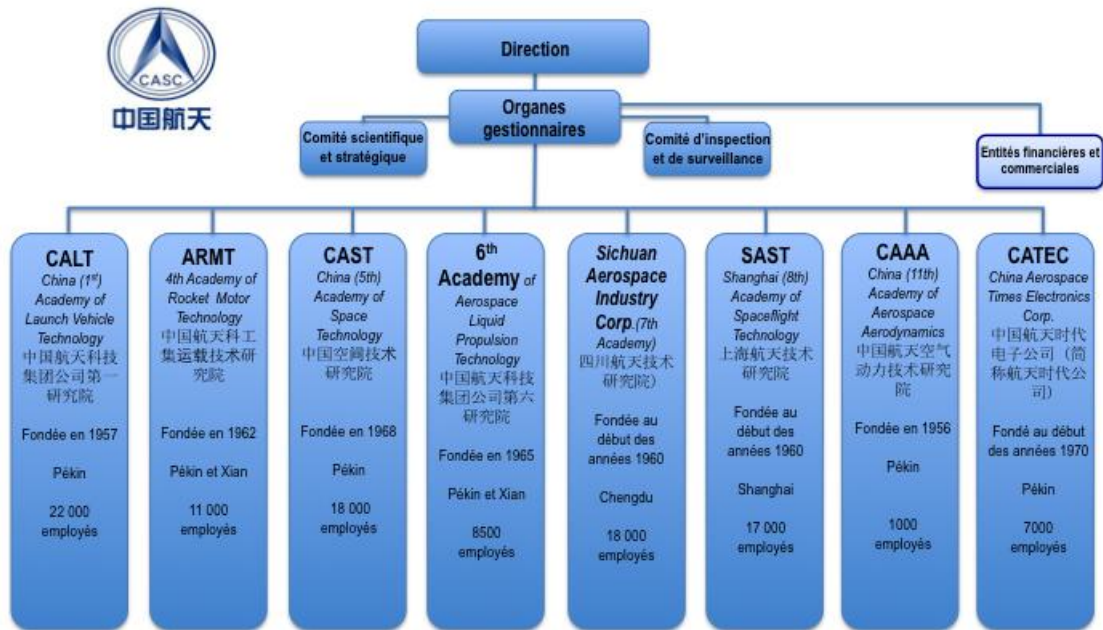 CASC
中国航天
Direction
Organes
gestionnaires
Comité scientifique
et stratégique
Comité d'inspection
et de surveillance
Entités financières et
commerciales
CALT
China (1st)
Academy of
Launch Vehicle
Technology
中国航天科技
集团公司第一
研究院
Fondée en 1957
Pékin
22 000
employés
ARMT
4th Academy of
Rocket Motor
Technology
中国航天科工
集运载技术研
究院
Fondée en 1962
Pékin et Xian
11 000
employés
CAST
China (5th)
Academy of
Space
Technology
中国空间技术
研究院
Fondée en 1968
Pékin
18 000
employés
6th
Academy of
Aerospace
Liquid
Propulsion
Technology
中国航天科技
集团公司第六
研究院
Fondée en 1965
Pékin et Xian
8500
employés
Sichuan
Aerospace
Industry
Corp.(7th
Academy)
四川航天技术
研究院）
Fondée au
début des
années 1960
Chengdu
18 000
employés
SAST
Shanghai (8th)
Academy of
Spaceflight
Technology
上海航天技术
研究院
Fondée au
début des
années 1960
Shanghai
17 000
employés
CAAA
China (11th)
Academy of
Aerospace
Aerodynamics
中国航天空气
动力技术研究
院
Fondée en 1956
Pékin
1000
employés
CATEC
China Aerospace
Times Electronics
Corp.
中国航天时代
电子公司（简
称航天时代公
司）
Fondé au début
des années 1970
Pékin
7000
employés